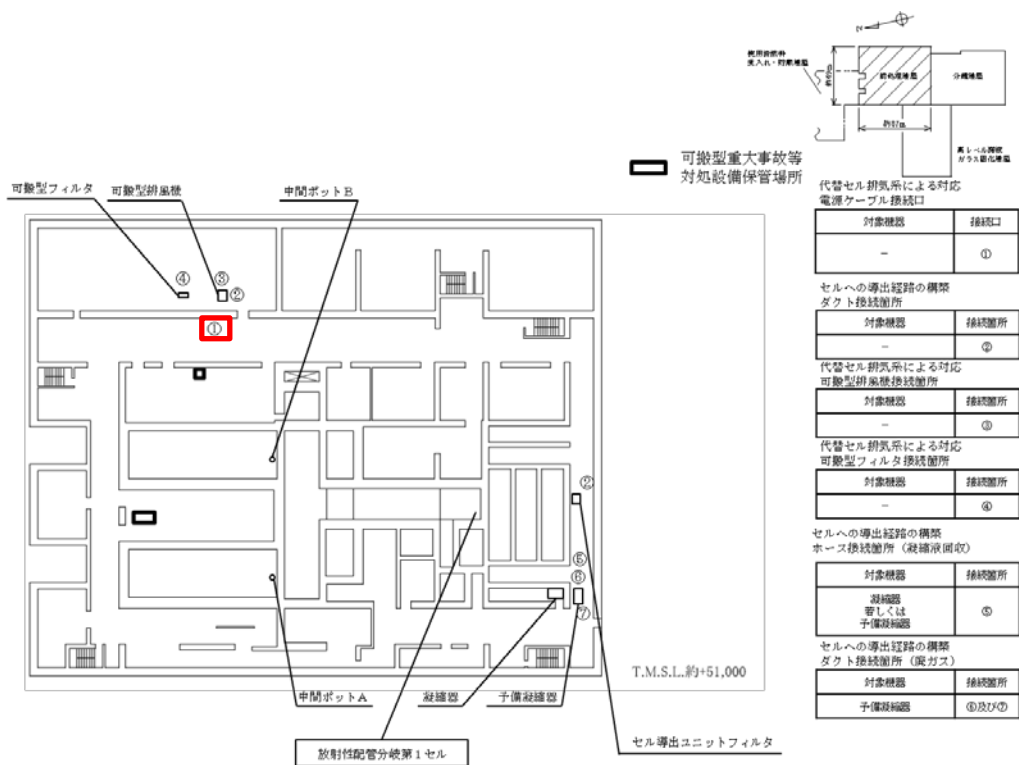 使用済燃料
受入れ・貯蔵建屋
前処理建屋
分離建屋
高レベル廃液
ガラス固化建屋
可搬型重大事故等
対処設備保管場所
可搬型フィルタ
可搬型排風機
中間ポットB
④
③
②
①
②
⑤
⑥
⑦
T.M.S.L.約+51,000
中間ポットA
凝縮器
予備凝縮器
放射性配管分岐第1セル
セル導出ユニットフィルタ
代替セル排気系による対応
電源ケーブル接続口
対象機器 接続口
− ①
セルへの導出経路の構築
ダクト接続箇所
対象機器 接続箇所
− ②
代替セル排気系による対応
可搬型排風機接続箇所
対象機器 接続箇所
− ③
代替セル排気系による対応
可搬型フィルタ接続箇所
対象機器 接続箇所
− ④
セルへの導出経路の構築
ホース接続箇所（凝縮液回収）
対象機器 接続箇所
凝縮器
若しくは
予備凝縮器
⑤
セルへの導出経路の構築
ダクト接続箇所（廃ガス）
対象機器 接続箇所
予備凝縮器 ⑥及び⑦